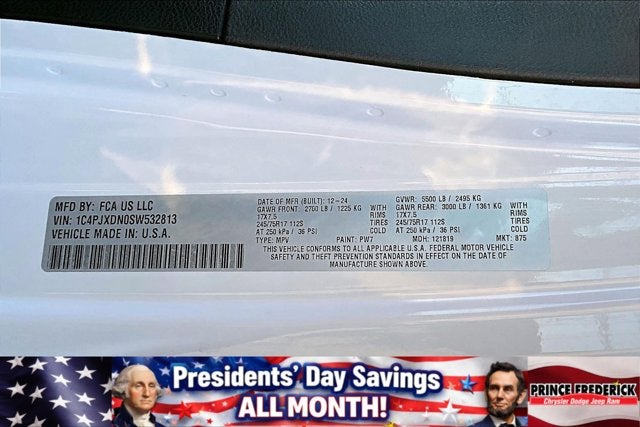 MFD BY: FCA US LLC
VIN: 1C4PJXDN0SW532813
VEHICLE MADE IN: U.S.A.
DATE OF MFR (BUILT): 12-24
GAWR FRONT: 2700 LB / 1225 KG WITH
17X7.5 RIMS
245/75R17 112S TIRES
AT 250 kPa / 36 PSI COLD
GVWR: 5500 LB / 2495 KG
GAWR REAR: 3000 LB / 1361 KG WITH
17X7.5 RIMS
245/75R17 112S TIRES
AT 250 kPa / 36 PSI COLD
TYPE: MPV PAINT: PW7 MDH: 121819 MKT: 875
THIS VEHICLE CONFORMS TO ALL APPLICABLE U.S.A. FEDERAL MOTOR VEHICLE
SAFETY AND THEFT PREVENTION STANDARDS IN EFFECT ON THE DATE OF
MANUFACTURE SHOWN ABOVE.
Presidents' Day Savings
ALL MONTH!
PRINCE FREDERICK
Chrysler Dodge Jeep Ram